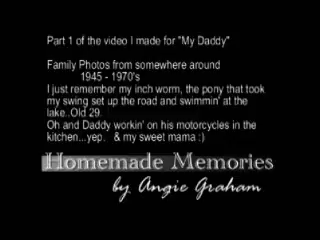 Part 1 of the video I made for "My Daddy"
Family Photos from somewhere around
1945 - 1970's
I just remember my inch worm, the pony that took
my swing set up the road and swimmin' at the
lake..Old 29.
Oh and Daddy workin' on his motorcycles in the
kitchen...yep.   & my sweet mama :)
Homemade Memories
by Angie Graham